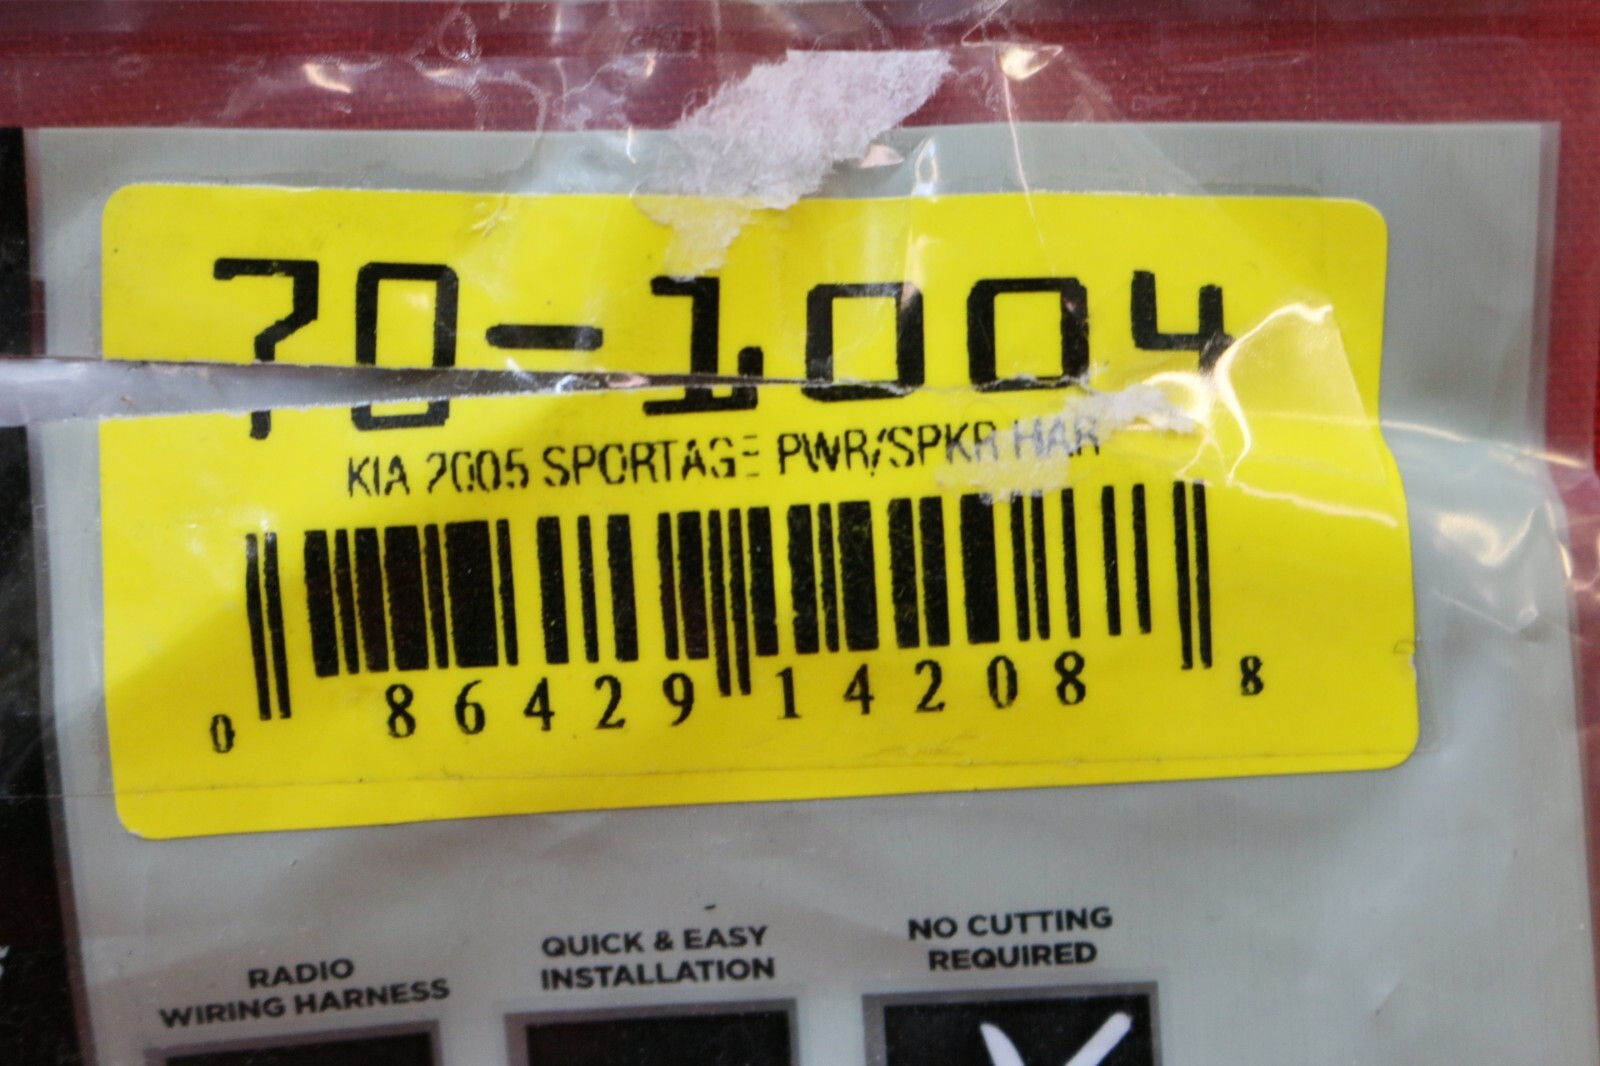 70-1004
KIA 2005 SPORTAGE PWR/SPKR HAR
0 86429 14208 8
RADIO
WIRING HARNESS
QUICK & EASY
INSTALLATION
NO CUTTING
REQUIRED